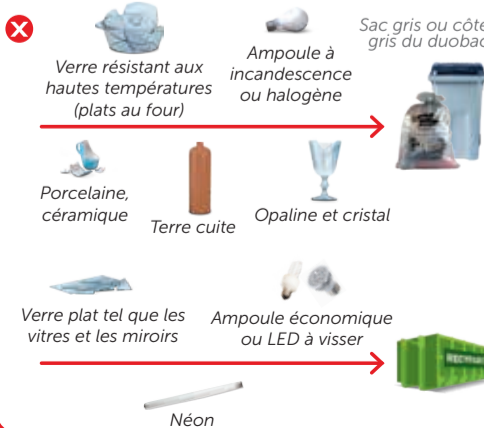 Verre résistant aux
hautes températures
(plats au four)
Ampoule à
incandescence
ou halogène
Sac gris ou côté
gris du duobac
Porcelaine,
céramique
Terre cuite
Opaline et cristal
Verre plat tel que les
vitres et les miroirs
Ampoule économique
ou LED à visser
Néon